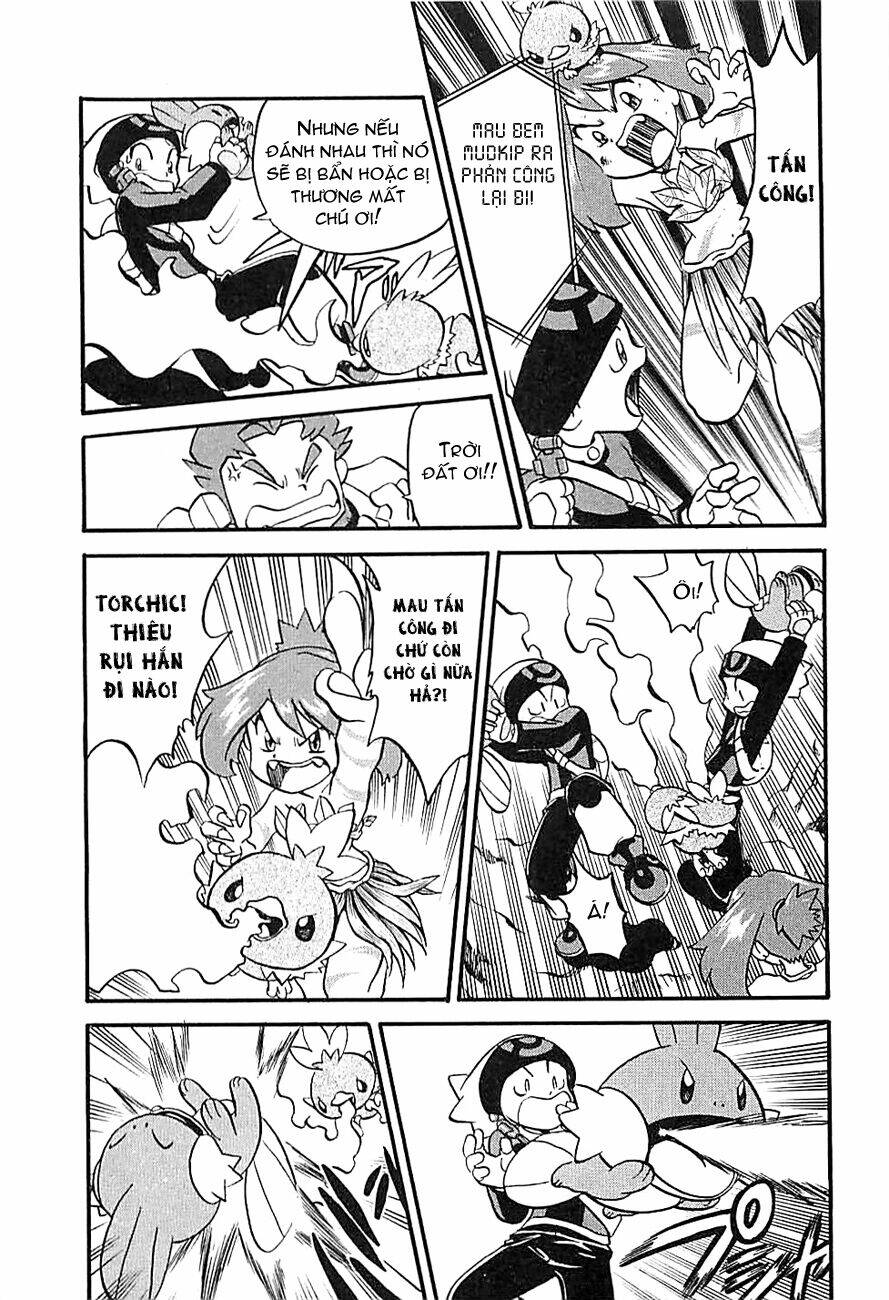 TẤN
CÔNG!
MAU ĐEM
MUDKIP RA
PHẢN CÔNG
LẠI ĐI!
NHƯNG NẾU
ĐÁNH NHAU THÌ NÓ
SẼ BỊ BẨN HOẶC BỊ
THƯƠNG MẤT
CHÚ ƠI!
TRỜI
ĐẤT ƠI!!
ÔI!
Á!
MAU TẤN
CÔNG ĐI
CHỨ CÒN
CHỜ GÌ NỮA
HẢ?!
TORCHIC!
THIÊU
RỤI HẮN
ĐI NÀO!